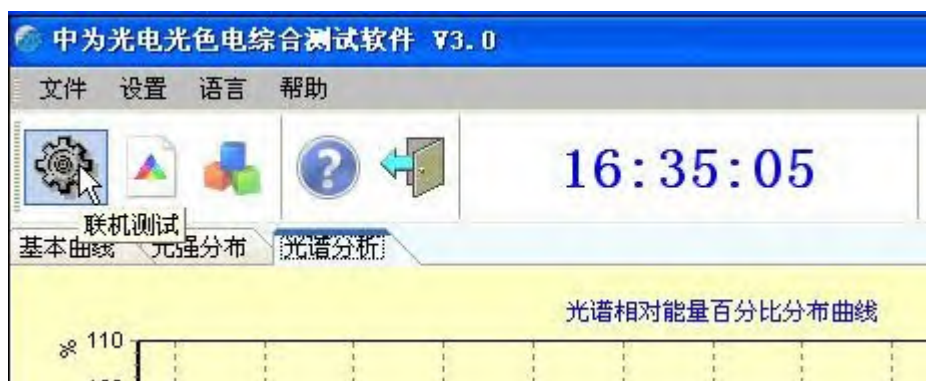 中为光电光色电综合测试软件 V3.0
文件 设置 语言 帮助
16:35:05
联机测试
基本曲线 光强分布 光谱分析
光谱相对能量百分比分布曲线
% 110